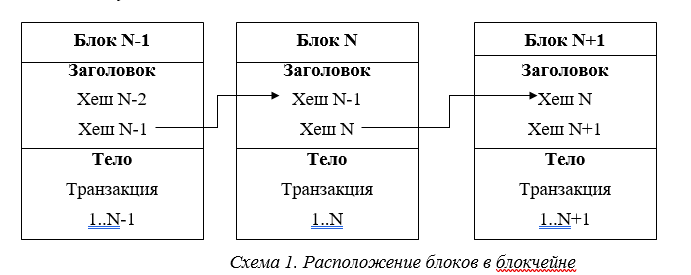 Блок N-1
Заголовок
Хеш N-2
Хеш N-1
Тело
Транзакция
1..N-1
Блок N
Заголовок
Хеш N-1
Хеш N
Тело
Транзакция
1..N
Блок N+1
Заголовок
Хеш N
Хеш N+1
Тело
Транзакция
1..N+1
Схема 1. Расположение блоков в блокчейне